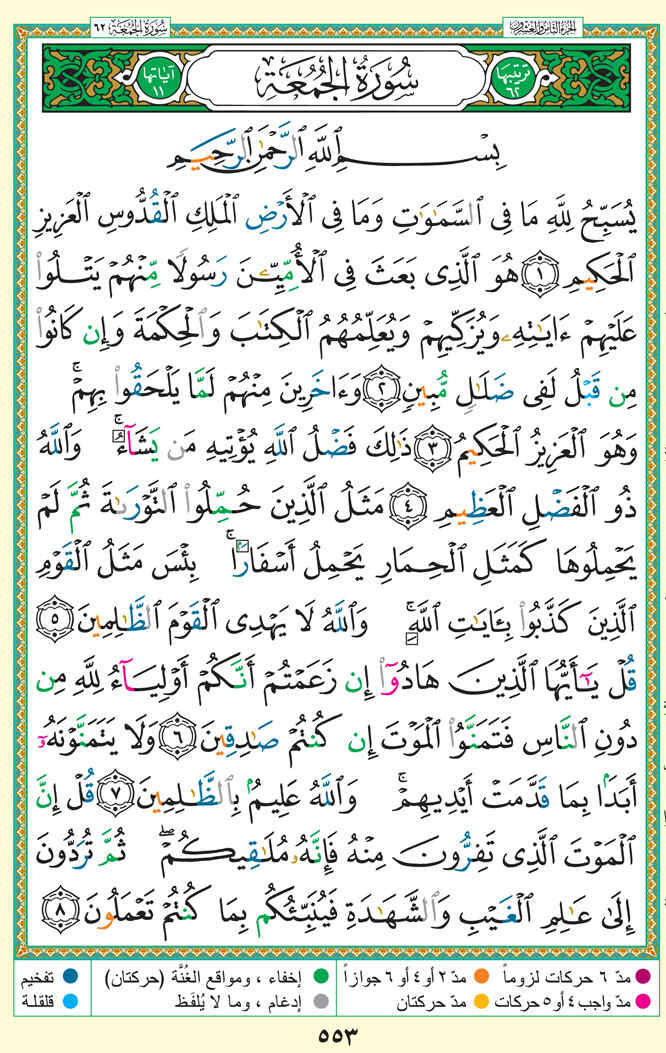 الجزء الثامن والعشرون
سُورَةُ الجُمُعَة ٦٢
ترتيبها ٦٢
سُورَةُ الجُمُعَةِ
آياتها ١١
بِسْمِ ٱللَّهِ ٱلرَّحْمَٰنِ ٱلرَّحِيمِ
يُسَبِّحُ لِلَّهِ مَا فِى ٱلسَّمَٰوَٰتِ وَمَا فِى ٱلْأَرْضِ ٱلْمَلِكِ ٱلْقُدُّوسِ ٱلْعَزِيزِ
ٱلْحَكِيمِ ١ هُوَ ٱلَّذِى بَعَثَ فِى ٱلْأُمِّيِّـۧنَ رَسُولًا مِّنْهُمْ يَتْلُوا۟
عَلَيْهِمْ ءَايَٰتِهِۦ وَيُزَكِّيهِمْ وَيُعَلِّمُهُمُ ٱلْكِتَٰبَ وَٱلْحِكْمَةَ وَإِن كَانُوا۟
مِن قَبْلُ لَفِى ضَلَٰلٍ مُّبِينٍ ٢ وَءَاخَرِينَ مِنْهُمْ لَمَّا يَلْحَقُوا۟ بِهِمْ ۚ
وَهُوَ ٱلْعَزِيزُ ٱلْحَكِيمُ ٣ ذَٰلِكَ فَضْلُ ٱللَّهِ يُؤْتِيهِ مَن يَشَآءُ ۚ وَٱللَّهُ
ذُو ٱلْفَضْلِ ٱلْعَظِيمِ ٤ مَثَلُ ٱلَّذِينَ حُمِّلُوا۟ ٱلتَّوْرَىٰةَ ثُمَّ لَمْ
يَحْمِلُوهَا كَمَثَلِ ٱلْحِمَارِ يَحْمِلُ أَسْفَارًۢا ۚ بِئْسَ مَثَلُ ٱلْقَوْمِ
ٱلَّذِينَ كَذَّبُوا۟ بِـَٔايَٰتِ ٱللَّهِ ۚ وَٱللَّهُ لَا يَهْدِى ٱلْقَوْمَ ٱلظَّٰلِمِينَ ٥
قُلْ يَٰٓأَيُّهَا ٱلَّذِينَ هَادُوٓا۟ إِن زَعَمْتُمْ أَنَّكُمْ أَوْلِيَآءُ لِلَّهِ مِن
دُونِ ٱلنَّاسِ فَتَمَنَّوُا۟ ٱلْمَوْتَ إِن كُنتُمْ صَٰدِقِينَ ٦ وَلَا يَتَمَنَّوْنَهُۥٓ
أَبَدًۢا بِمَا قَدَّمَتْ أَيْدِيهِمْ ۚ وَٱللَّهُ عَلِيمٌۢ بِٱلظَّٰلِمِينَ ٧ قُلْ إِنَّ
ٱلْمَوْتَ ٱلَّذِى تَفِرُّونَ مِنْهُ فَإِنَّهُۥ مُلَٰقِيكُمْ ۖ ثُمَّ تُرَدُّونَ
إِلَىٰ عَٰلِمِ ٱلْغَيْبِ وَٱلشَّهَٰدَةِ فَيُنَبِّئُكُم بِمَا كُنتُمْ تَعْمَلُونَ ٨
مدّ ٦ حركات لزوماً
مدّ ٢ أو ٤ أو ٦ جوازاً
إخفاء ، ومواقع الغُنَّة (حركتان)
تفخيم
مدّ واجب ٤ أو ٥ حركات
مدّ حركتان
إدغام ، وما لا يُلفَظ
قلقلة
٥٥٣